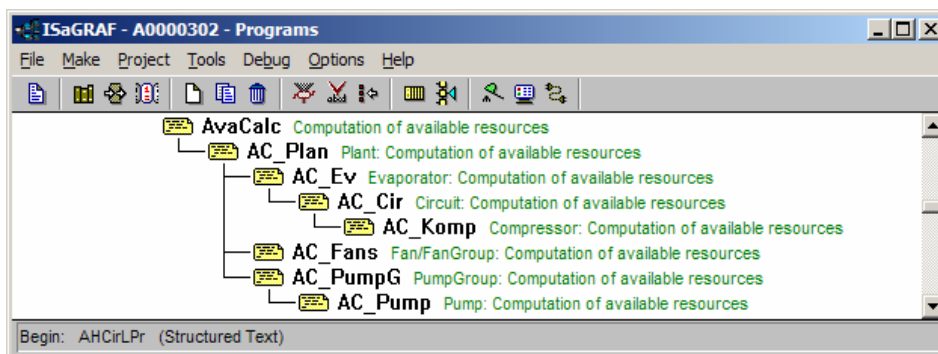 ISaGRAF - A0000302 - Programs
File Make Project Tools Debug Options Help
AvaCalc Computation of available resources
AC_Plan Plant: Computation of available resources
AC_Ev Evaporator: Computation of available resources
AC_Cir Circuit: Computation of available resources
AC_Komp Compressor: Computation of available resources
AC_Fans Fan/FanGroup: Computation of available resources
AC_PumpG PumpGroup: Computation of available resources
AC_Pump Pump: Computation of available resources
Begin: AHCirLPr (Structured Text)